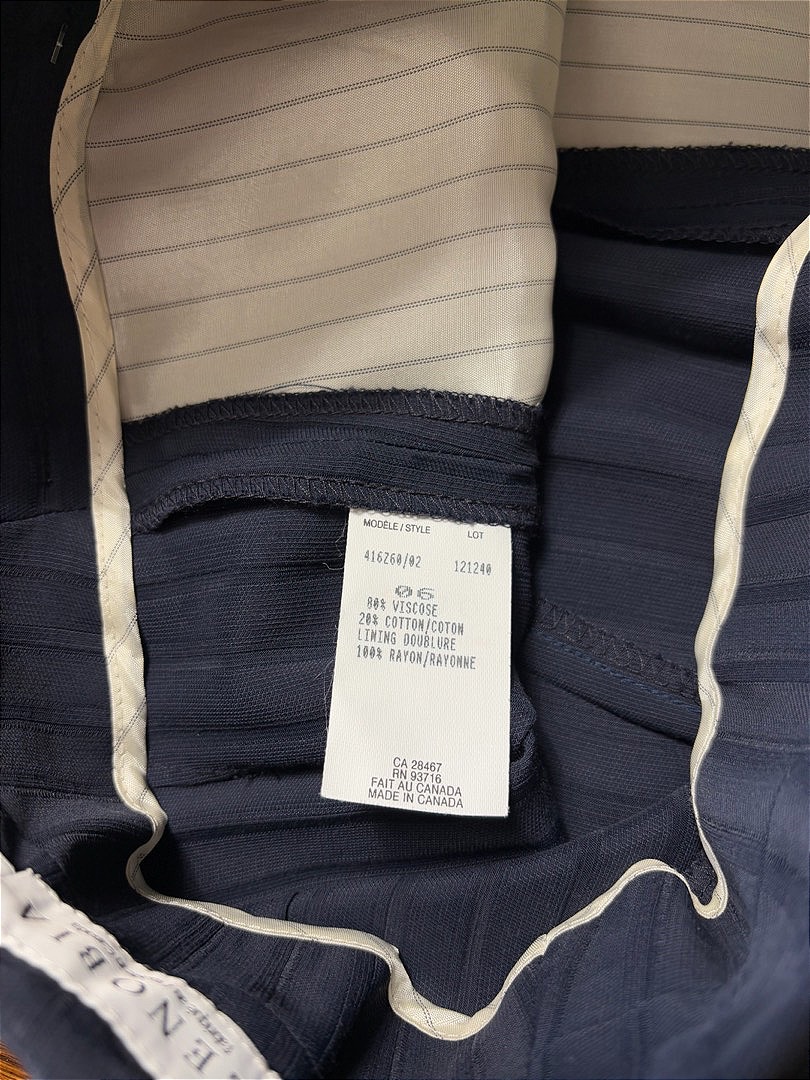 MODÈLE / STYLE LOT
416Z60/02 121240
06
80% VISCOSE
20% COTTON/COTON
LINING DOUBLURE
100% RAYON/RAYONNE
CA 28467
RN 93716
FAIT AU CANADA
MADE IN CANADA
ENOBIA